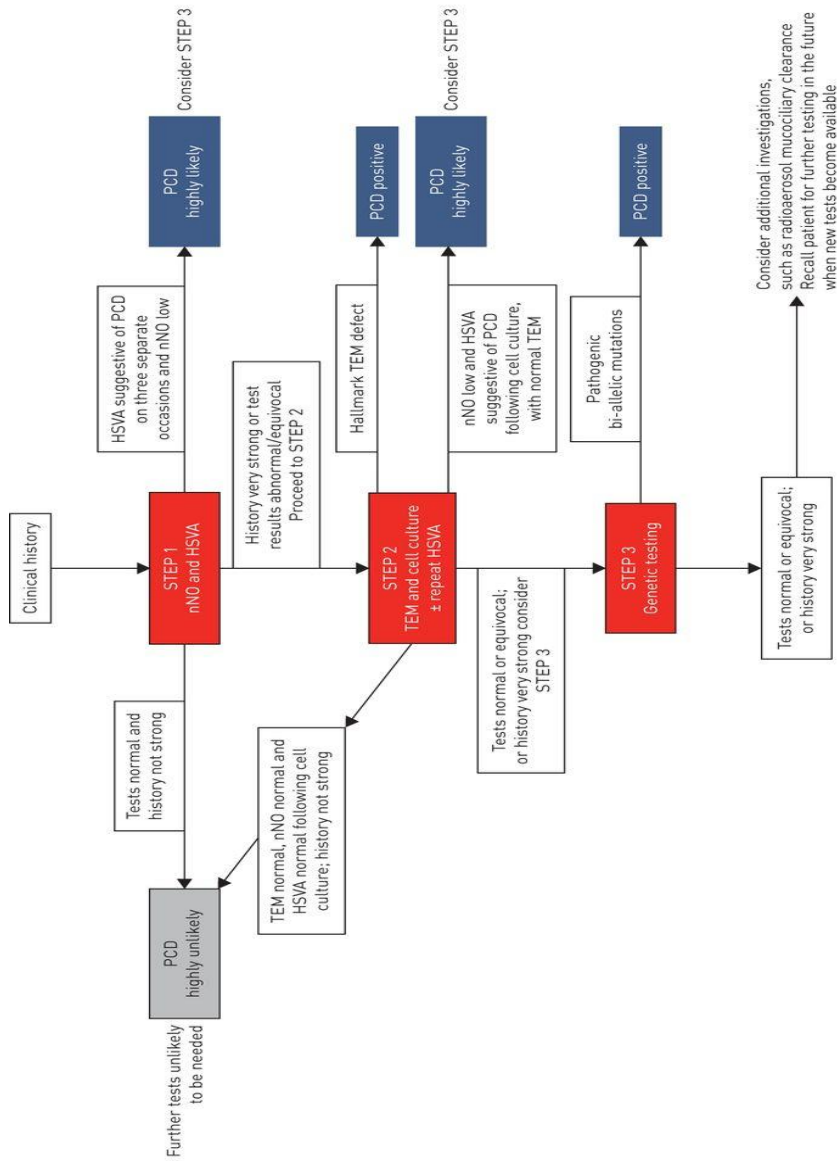 Clinical history
Further tests unlikely
to be needed
PCD
highly unlikely
Tests normal and
history not strong
STEP 1
nNO and HSVA
HSVA suggestive of PCD
on three separate
occasions and nNO low
PCD
highly likely
Consider STEP 3
History very strong or test
results abnormal/equivocal
Proceed to STEP 2
TEM normal, nNO normal and
HSVA normal following cell
culture; history not strong
STEP 2
TEM and cell culture
± repeat HSVA
Hallmark TEM defect
PCD positive
nNO low and HSVA
suggestive of PCD
following cell culture,
with normal TEM
PCD
highly likely
Consider STEP 3
Tests normal or equivocal;
or history very strong consider
STEP 3
STEP 3
Genetic testing
Pathogenic
bi-allelic mutations
PCD positive
Tests normal or equivocal;
or history very strong
Consider additional investigations,
such as radioaerosol mucociliary clearance
Recall patient for further testing in the future
when new tests become available